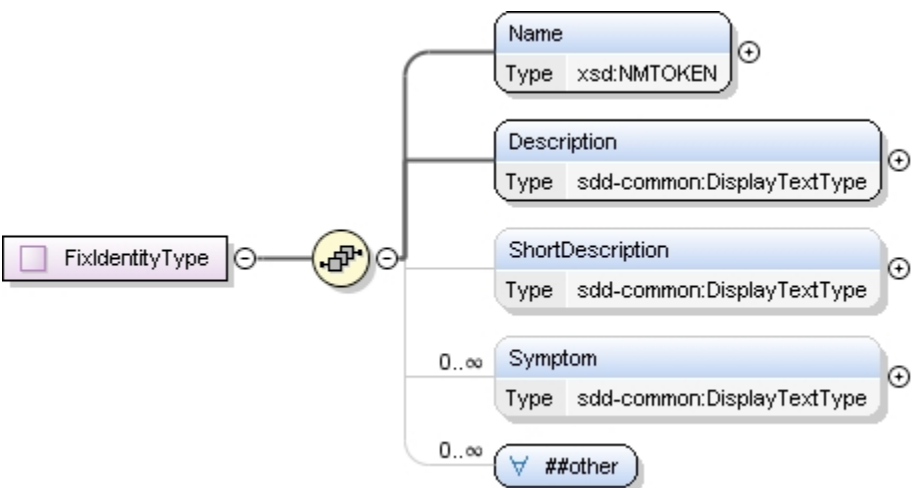 Name
Type xsd:NMTOKEN
Description
Type sdd-common:DisplayTextType
FixIdentityType
ShortDescription
Type sdd-common:DisplayTextType
0..∞
Symptom
Type sdd-common:DisplayTextType
0..∞
∀ ##other